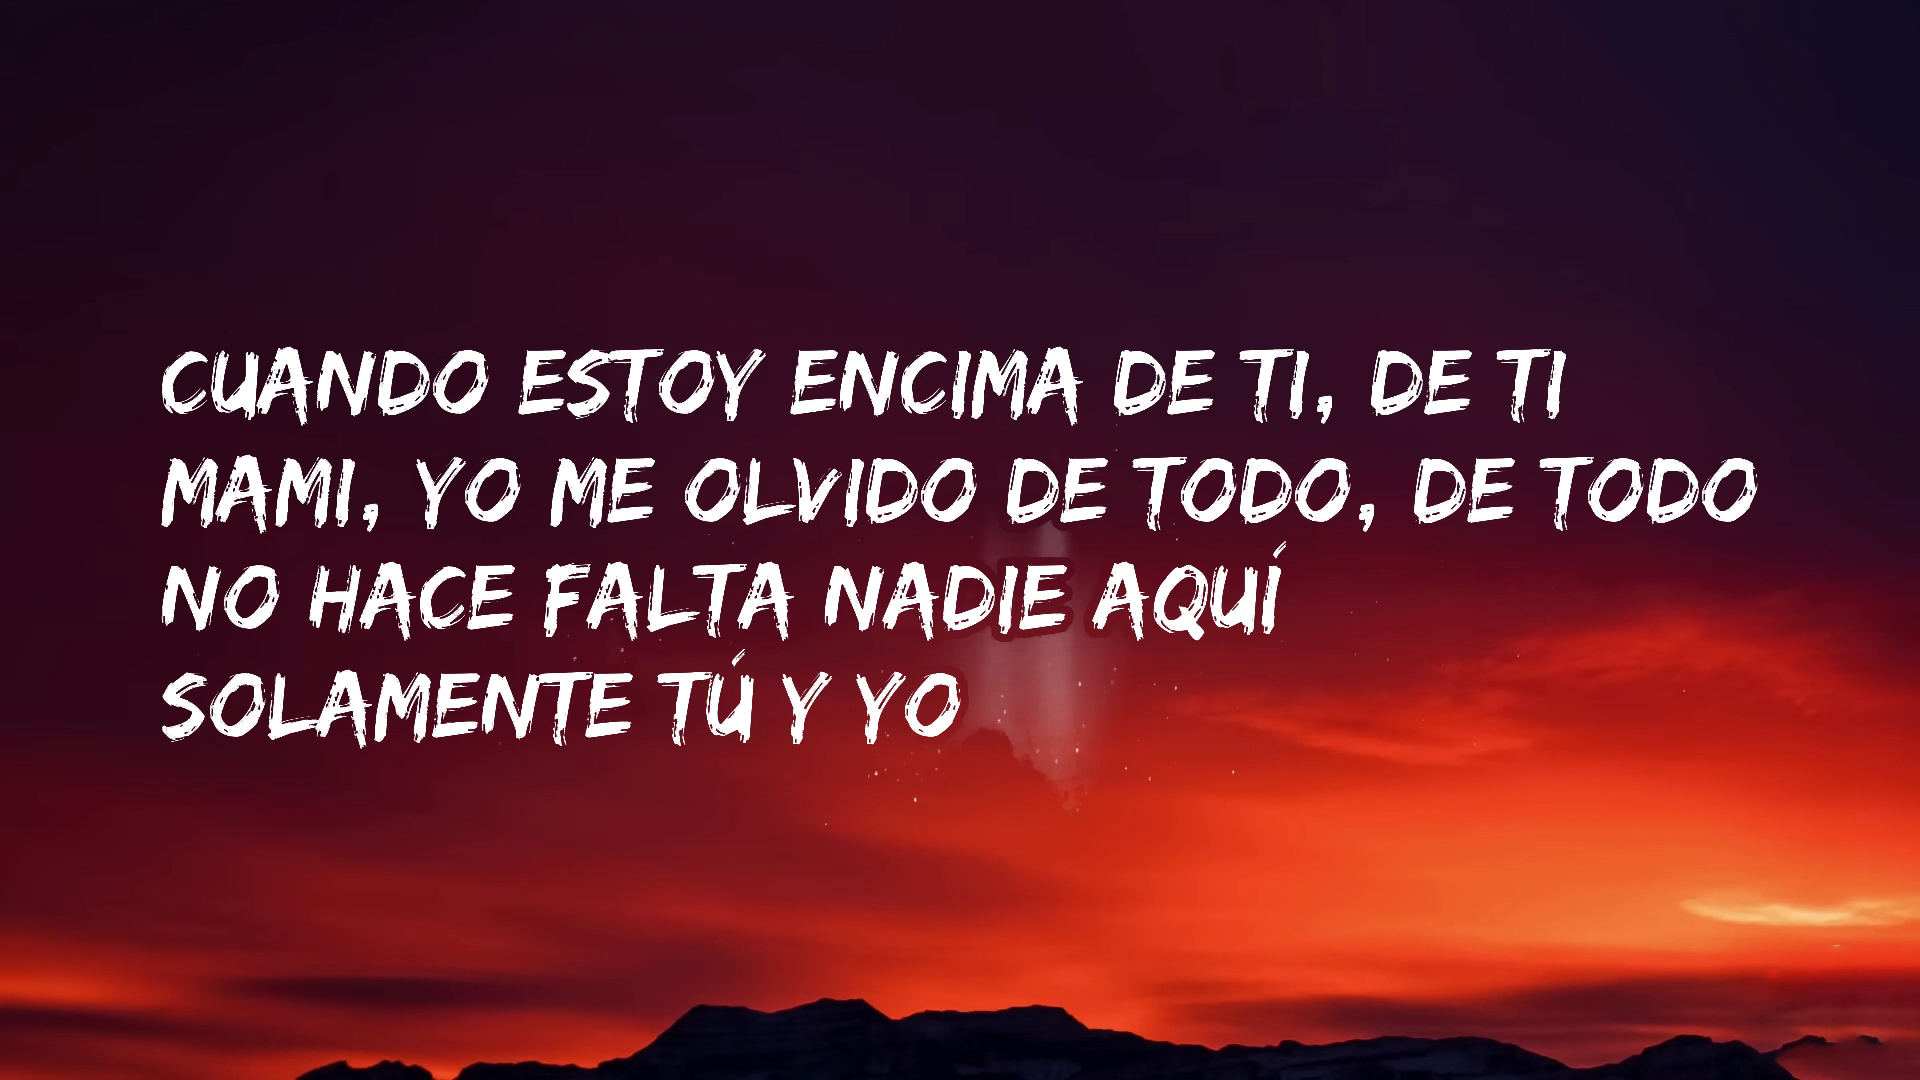 CUANDO ESTOY ENCIMA DE TI, DE TI
MAMI, YO ME OLVIDO DE TODO, DE TODO
NO HACE FALTA NADIE AQUÍ
SOLAMENTE TÚ Y YO